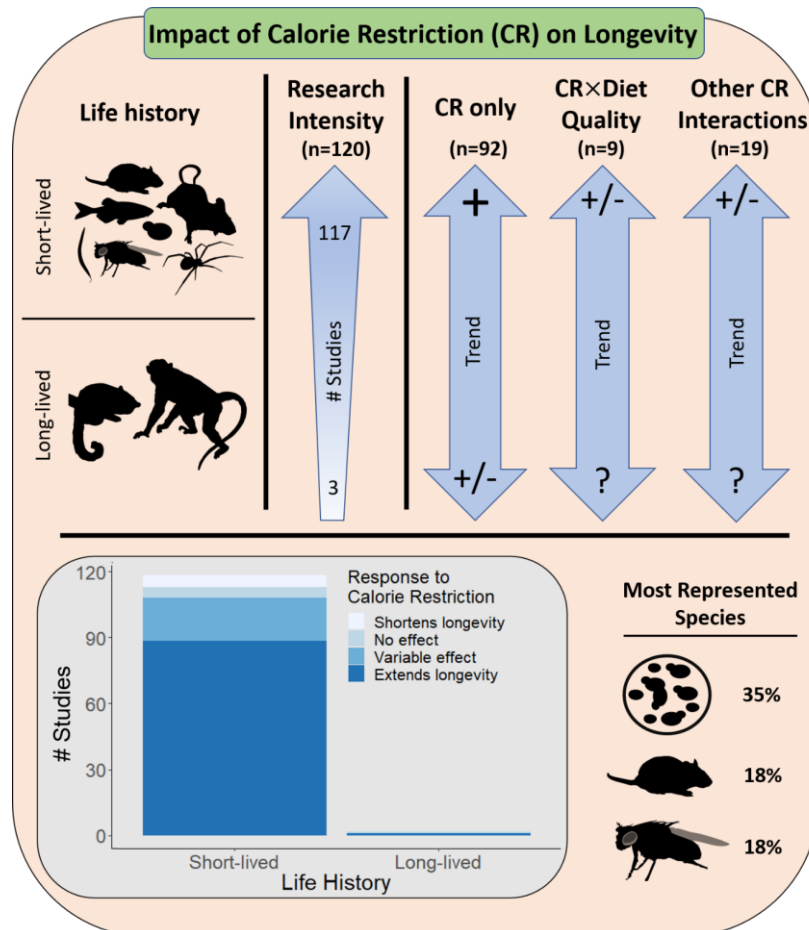 Impact of Calorie Restriction (CR) on Longevity
Life history
Research
Intensity
(n=120)
CR only
(n=92)
CR×Diet
Quality
(n=9)
Other CR
Interactions
(n=19)
Short-lived
117
# Studies
3
+
Trend
+/-
+/-
Trend
?
+/-
Trend
?
Long-lived
120
90
60
30
0
# Studies
Response to
Calorie Restriction
Shortens longevity
No effect
Variable effect
Extends longevity
Short-lived
Long-lived
Life History
Most Represented
Species
35%
18%
18%